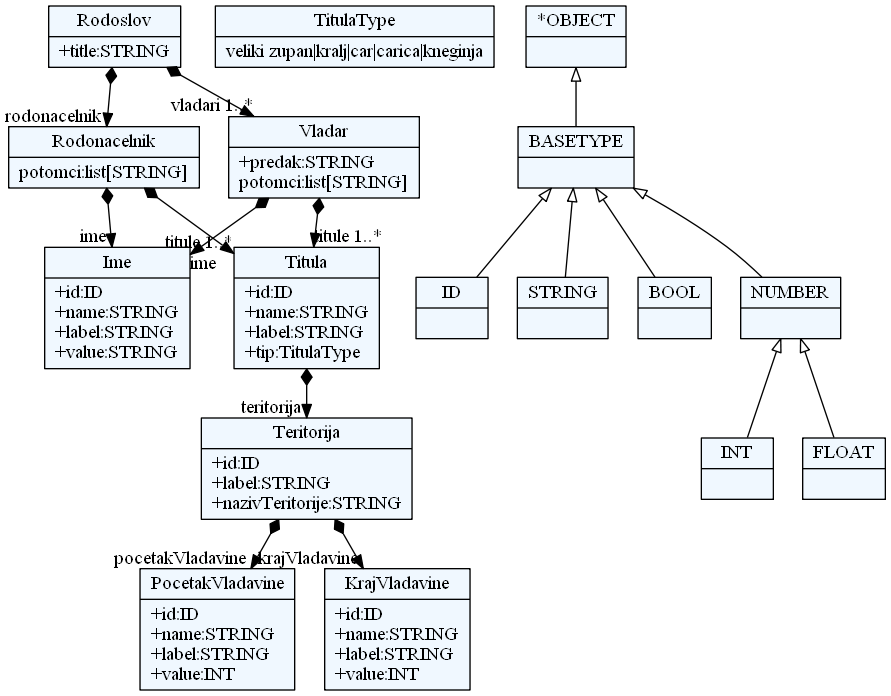 Rodoslov
+title:STRING
TitulaType
veliki zupan|kralj|car|carica|kneginja
*OBJECT
rodonacelnik
vladari 1..*
Rodonacelnik
potomci:list[STRING]
Vladar
+predak:STRING
potomci:list[STRING]
BASETYPE
ime
titule 1..*
ime
titule 1..*
Ime
+id:ID
+name:STRING
+label:STRING
+value:STRING
Titula
+id:ID
+name:STRING
+label:STRING
+tip:TitulaType
ID
STRING
BOOL
NUMBER
teritorija
Teritorija
+id:ID
+label:STRING
+nazivTeritorije:STRING
INT
FLOAT
pocetakVladavine
krajVladavine
PocetakVladavine
+id:ID
+name:STRING
+label:STRING
+value:INT
KrajVladavine
+id:ID
+name:STRING
+label:STRING
+value:INT